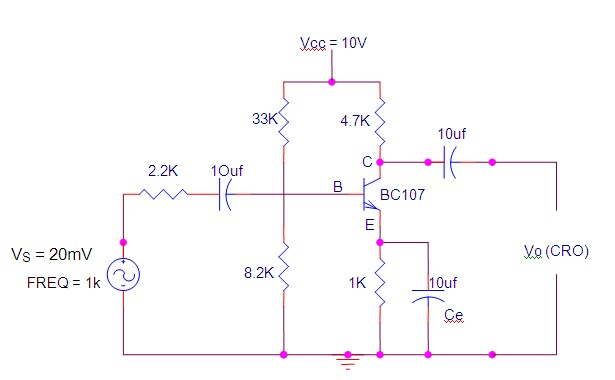 Vcc = 10V
33K
4.7K
10uf
2.2K
10uf
C
B
BC107
E
Vs = 20mV
FREQ = 1k
8.2K
1K
10uf
Ce
Vo (CRO)